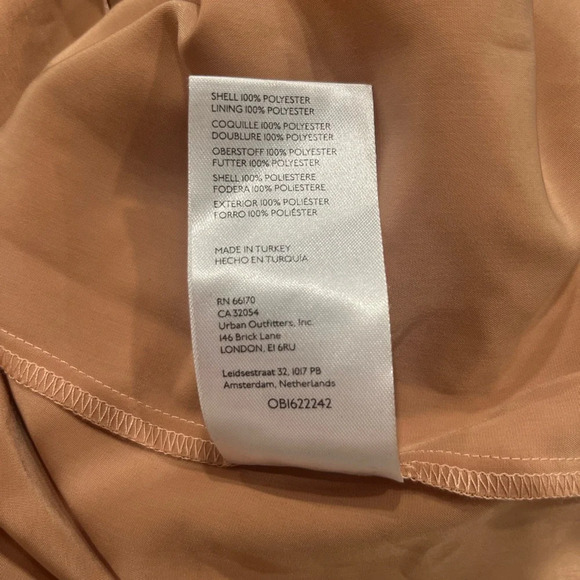 SHELL 100% POLYESTER
LINING 100% POLYESTER
COQUILLE 100% POLYESTER
DOUBLURE 100% POLYESTER
OBERSTOFF 100% POLYESTER
FUTTER 100% POLYESTER
SHELL 100% POLIESTERE
FODERA 100% POLIESTERE
EXTERIOR 100% POLIÉSTER
FORRO 100% POLIÉSTER
MADE IN TURKEY
HECHO EN TURQUÍA
RN 66170
CA 32054
Urban Outfitters, Inc.
146 Brick Lane
LONDON, E1 6RU
Leidsestraat 32, 1017 PB
Amsterdam, Netherlands
OB1622242